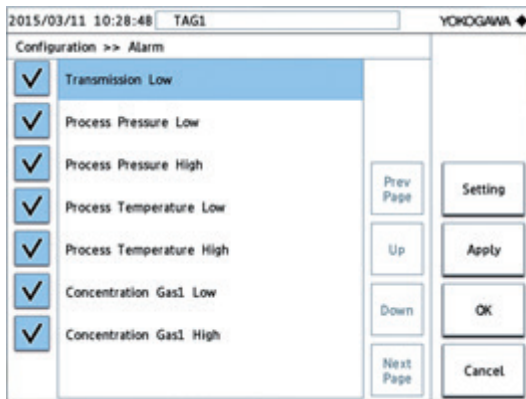 2015/03/11 10:28:48 TAG1 YOKOGAWA
Configuration >> Alarm
Transmission Low
Process Pressure Low
Process Pressure High
Process Temperature Low
Process Temperature High
Concentration Gas1 Low
Concentration Gas1 High
Prev
Page
Up
Down
Next
Page
Setting
Apply
OK
Cancel